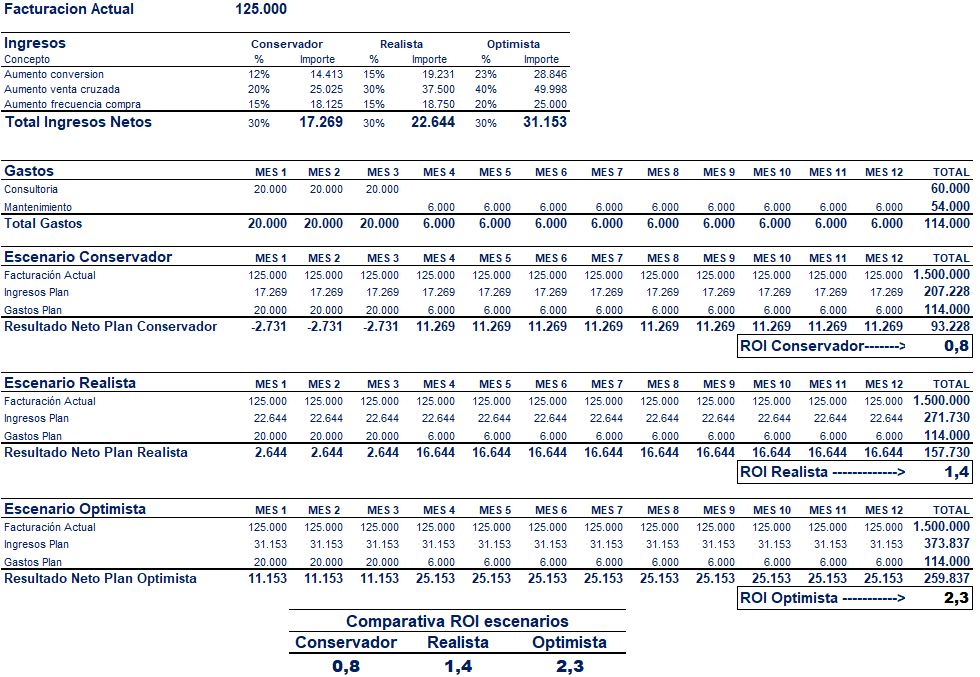 Facturacion Actual 125.000
Ingresos Conservador Realista Optimista
Concepto % Importe % Importe % Importe
Aumento conversion 12% 14.413 15% 19.231 23% 28.846
Aumento venta cruzada 20% 25.025 30% 37.500 40% 49.998
Aumento frecuencia compra 15% 18.125 15% 18.750 20% 25.000
Total Ingresos Netos 30% 17.269 30% 22.644 30% 31.153
Gastos MES 1 MES 2 MES 3 MES 4 MES 5 MES 6 MES 7 MES 8 MES 9 MES 10 MES 11 MES 12 TOTAL
Consultoria 20.000 20.000 20.000 60.000
Mantenimiento 6.000 6.000 6.000 6.000 6.000 6.000 6.000 6.000 6.000 54.000
Total Gastos 20.000 20.000 20.000 6.000 6.000 6.000 6.000 6.000 6.000 6.000 6.000 6.000 114.000
Escenario Conservador MES 1 MES 2 MES 3 MES 4 MES 5 MES 6 MES 7 MES 8 MES 9 MES 10 MES 11 MES 12 TOTAL
Facturación Actual 125.000 125.000 125.000 125.000 125.000 125.000 125.000 125.000 125.000 125.000 125.000 125.000 1.500.000
Ingresos Plan 17.269 17.269 17.269 17.269 17.269 17.269 17.269 17.269 17.269 17.269 17.269 17.269 207.228
Gastos Plan 20.000 20.000 20.000 6.000 6.000 6.000 6.000 6.000 6.000 6.000 6.000 6.000 114.000
Resultado Neto Plan Conservador -2.731 -2.731 -2.731 11.269 11.269 11.269 11.269 11.269 11.269 11.269 11.269 11.269 93.228
ROI Conservador-------> 0,8
Escenario Realista MES 1 MES 2 MES 3 MES 4 MES 5 MES 6 MES 7 MES 8 MES 9 MES 10 MES 11 MES 12 TOTAL
Facturación Actual 125.000 125.000 125.000 125.000 125.000 125.000 125.000 125.000 125.000 125.000 125.000 125.000 1.500.000
Ingresos Plan 22.644 22.644 22.644 22.644 22.644 22.644 22.644 22.644 22.644 22.644 22.644 22.644 271.730
Gastos Plan 20.000 20.000 20.000 6.000 6.000 6.000 6.000 6.000 6.000 6.000 6.000 6.000 114.000
Resultado Neto Plan Realista 2.644 2.644 2.644 16.644 16.644 16.644 16.644 16.644 16.644 16.644 16.644 16.644 157.730
ROI Realista -------------> 1,4
Escenario Optimista MES 1 MES 2 MES 3 MES 4 MES 5 MES 6 MES 7 MES 8 MES 9 MES 10 MES 11 MES 12 TOTAL
Facturación Actual 125.000 125.000 125.000 125.000 125.000 125.000 125.000 125.000 125.000 125.000 125.000 125.000 1.500.000
Ingresos Plan 31.153 31.153 31.153 31.153 31.153 31.153 31.153 31.153 31.153 31.153 31.153 31.153 373.837
Gastos Plan 20.000 20.000 20.000 6.000 6.000 6.000 6.000 6.000 6.000 6.000 6.000 6.000 114.000
Resultado Neto Plan Optimista 11.153 11.153 11.153 25.153 25.153 25.153 25.153 25.153 25.153 25.153 25.153 25.153 259.837
ROI Optimista -----------> 2,3
Comparativa ROI escenarios
Conservador Realista Optimista
0,8 1,4 2,3